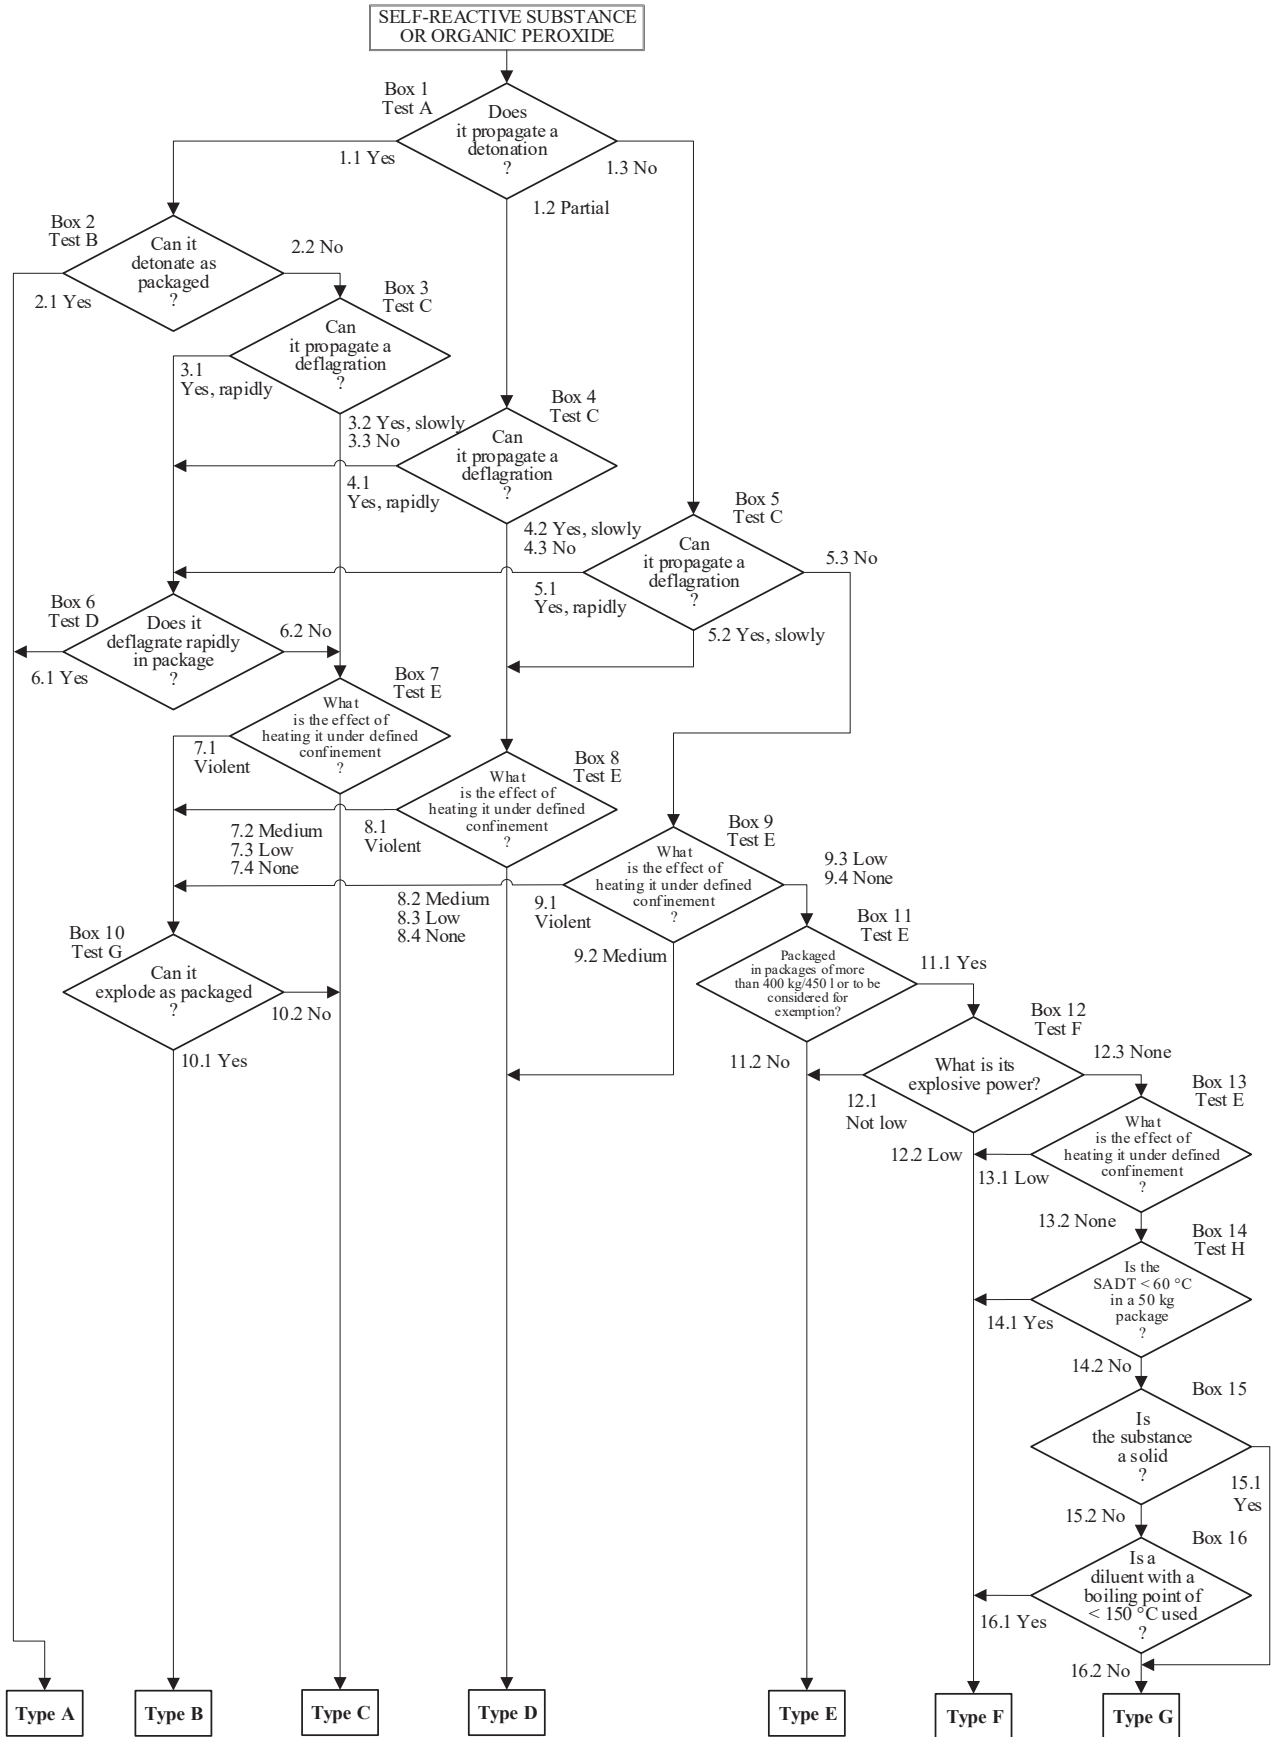 SELF-REACTIVE SUBSTANCE
OR ORGANIC PEROXIDE
Box 1
Test A
Does
it propagate a
detonation
?
1.1 Yes
1.3 No
1.2 Partial
Box 2
Test B
Can it
detonate as
packaged
?
2.2 No
2.1 Yes
Box 3
Test C
Can
it propagate a
deflagration
?
3.1
Yes, rapidly
3.2 Yes, slowly
3.3 No
Box 4
Test C
Can
it propagate a
deflagration
?
4.1
Yes, rapidly
4.2 Yes, slowly
4.3 No
Box 5
Test C
Can
it propagate a
deflagration
?
5.3 No
5.1
Yes, rapidly
5.2 Yes, slowly
Box 6
Test D
Does it
deflagrate rapidly
in package
?
6.2 No
6.1 Yes
Box 7
Test E
What
is the effect of
heating it under defined
confinement
?
7.1
Violent
7.2 Medium
7.3 Low
7.4 None
Box 8
Test E
What
is the effect of
heating it under defined
confinement
?
8.1
Violent
8.2 Medium
8.3 Low
8.4 None
Box 9
Test E
What
is the effect of
heating it under defined
confinement
?
9.3 Low
9.4 None
9.1
Violent
9.2 Medium
Box 10
Test G
Can it
explode as packaged
?
10.2 No
10.1 Yes
Box 11
Test E
Packaged
in packages of more
than 400 kg/450 l or to be
considered for
exemption?
11.1 Yes
11.2 No
Box 12
Test F
What is its
explosive power?
12.3 None
12.1
Not low
12.2 Low
Box 13
Test E
What
is the effect of
heating it under defined
confinement
?
13.1 Low
13.2 None
Box 14
Test H
Is the
SADT < 60 °C
in a 50 kg
package
?
14.1 Yes
14.2 No
Box 15
Is
the substance
a solid
?
15.1
Yes
15.2 No
Box 16
Is a
diluent with a
boiling point of
< 150 °C used
?
16.1 Yes
16.2 No
Type A
Type B
Type C
Type D
Type E
Type F
Type G